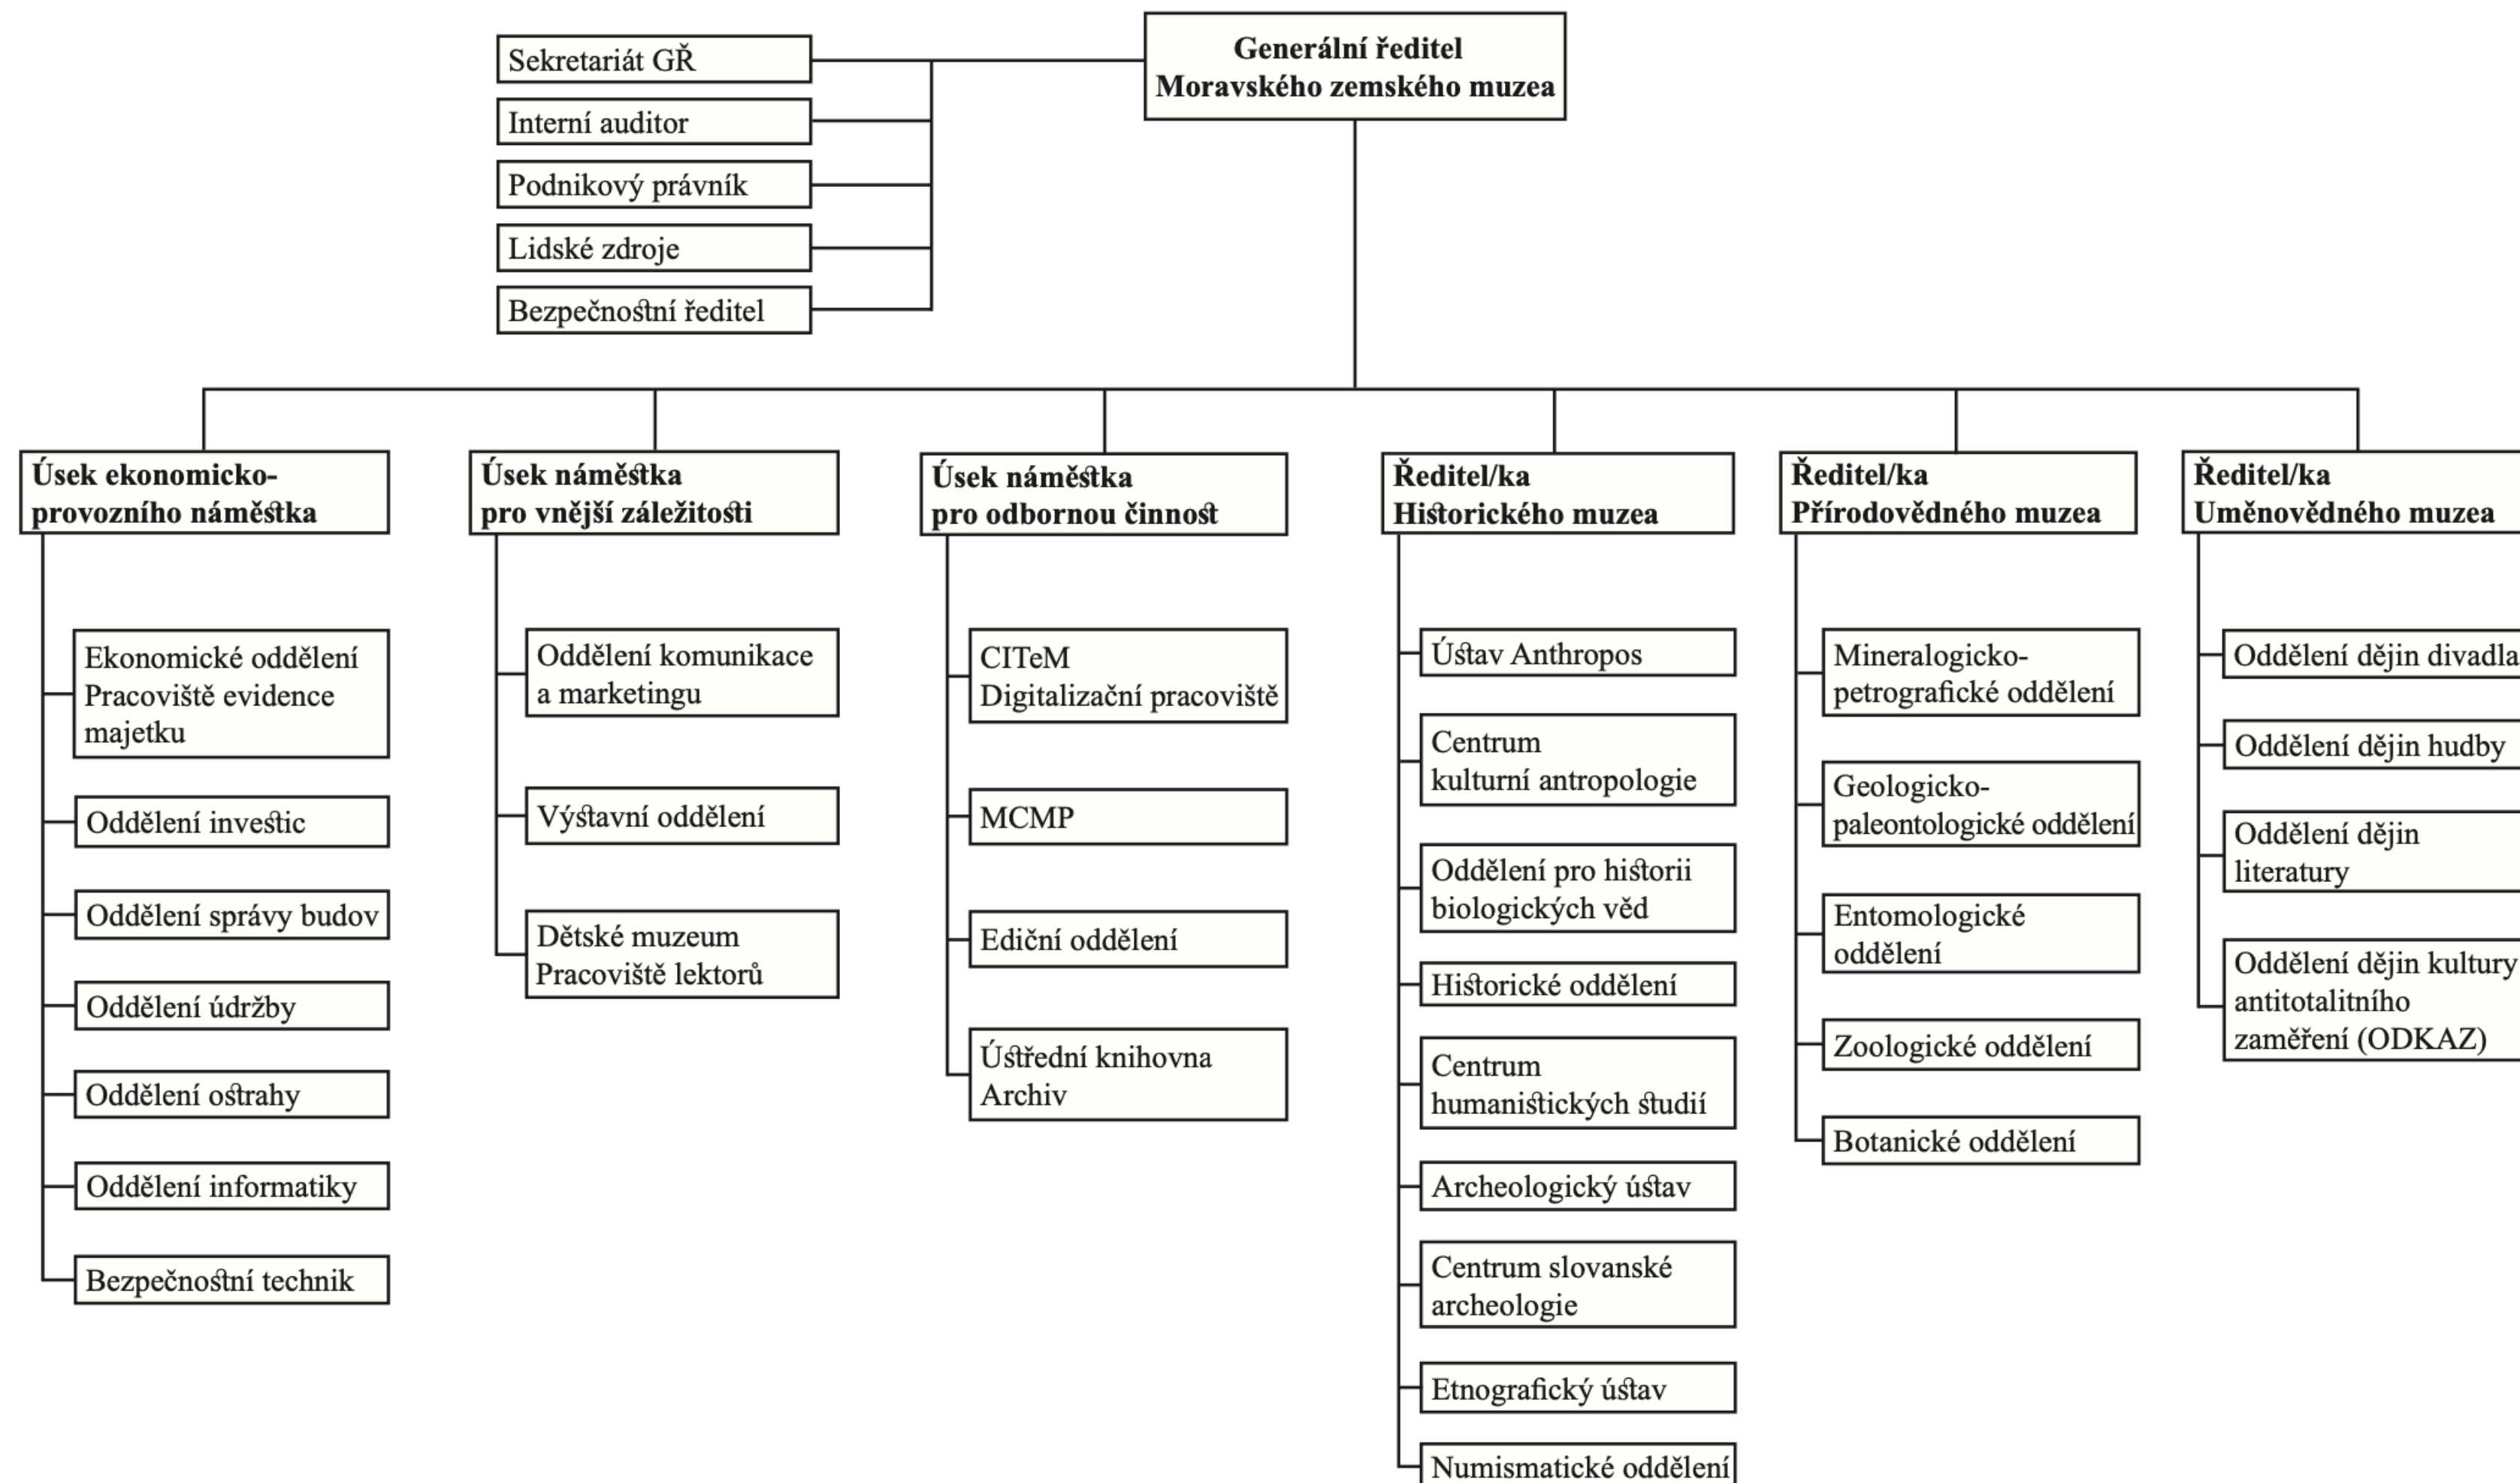 Generální ředitel
Moravského zemského muzea
Sekretariát GŘ
Interní auditor
Podnikový právník
Lidské zdroje
Bezpečnostní ředitel
Úsek ekonomicko-
provozního náměstka
Ekonomické oddělení
Pracoviště evidence
majetku
Oddělení investic
Oddělení správy budov
Oddělení údržby
Oddělení ostrahy
Oddělení informatiky
Bezpečnostní technik
Úsek náměstka
pro vnější záležitosti
Oddělení komunikace
a marketingu
Výstavní oddělení
Dětské muzeum
Pracoviště lektorů
Úsek náměstka
pro odbornou činnost
CITeM
Digitalizační pracoviště
MCMP
Ediční oddělení
Ústřední knihovna
Archiv
Ředitel/ka
Historického muzea
Ústav Anthropos
Centrum
kulturní antropologie
Oddělení pro historii
biologických věd
Historické oddělení
Centrum
humanistických studií
Archeologický ústav
Centrum slovanské
archeologie
Etnografický ústav
Numismatické oddělení
Ředitel/ka
Přírodovědného muzea
Mineralogicko-
petrografické oddělení
Geologicko-
paleontologické oddělení
Entomologické
oddělení
Zoologické oddělení
Botanické oddělení
Ředitel/ka
Uměnovědného muzea
Oddělení dějin divadla
Oddělení dějin hudby
Oddělení dějin
literatury
Oddělení dějin kultury
antitotalitního
zaměření (ODKAZ)